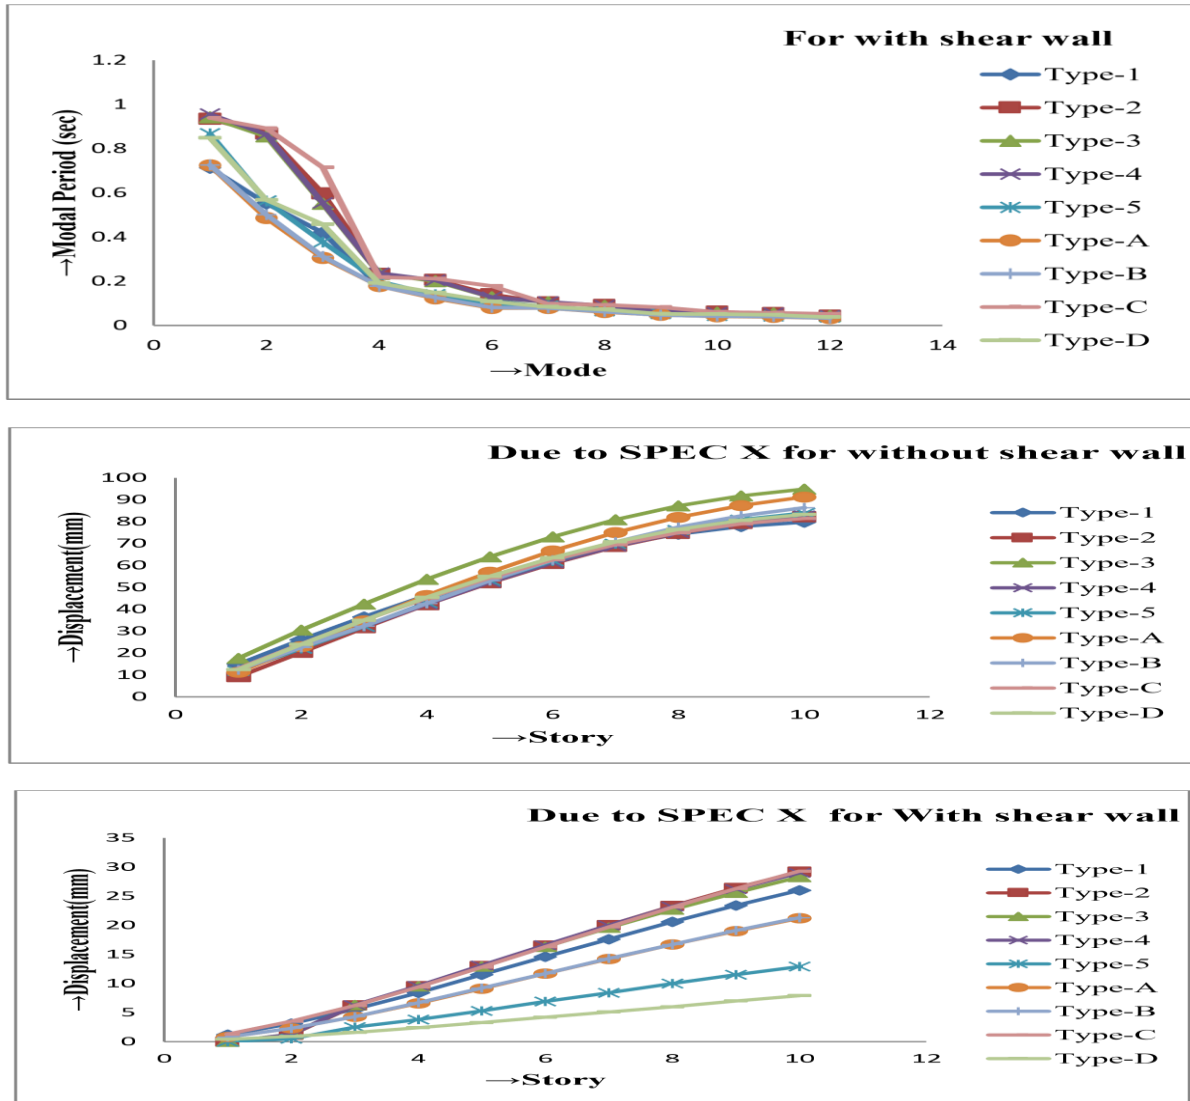 For with shear wall
→Modal Period (sec)
1.2
1
0.8
0.6
0.4
0.2
0
0 2 4 6 8 10 12 14
→Mode
Type-1
Type-2
Type-3
Type-4
Type-5
Type-A
Type-B
Type-C
Type-D
Due to SPEC X for without shear wall
→Displacement(mm)
100
90
80
70
60
50
40
30
20
10
0
0 2 4 6 8 10 12
→Story
Type-1
Type-2
Type-3
Type-4
Type-5
Type-A
Type-B
Type-C
Type-D
Due to SPEC X for With shear wall
→Displacement(mm)
35
30
25
20
15
10
5
0
0 2 4 6 8 10 12
→Story
Type-1
Type-2
Type-3
Type-4
Type-5
Type-A
Type-B
Type-C
Type-D